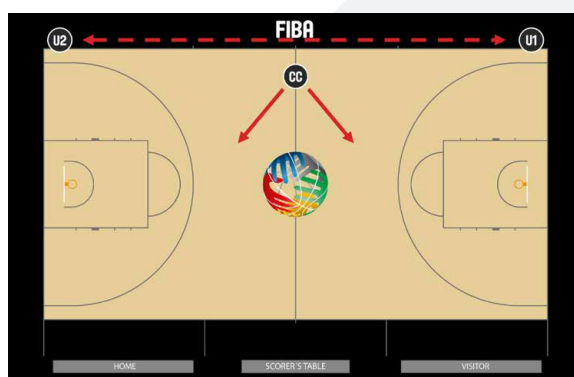 FIBA
U2
U1
CC
HOME
SCORER'S TABLE
VISITOR